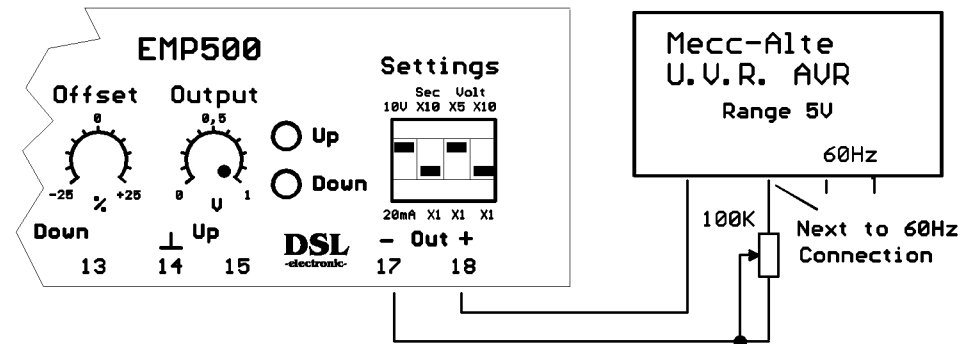 EMP500
Offset Output
0 0,5
-25 % +25 0 V 1
Up
Down
Settings
Sec Volt
10V X10 X5 X10
20mA X1 X1 X1
Down ⊥ Up
13 14 15
DSL
-electronic-
- Out +
17 18
Mecc-Alte
U.V.R. AVR
Range 5V
60Hz
100K
Next to 60Hz
Connection